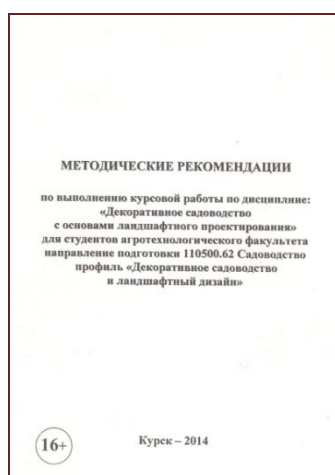 МЕТОДИЧЕСКИЕ РЕКОМЕНДАЦИИ
по выполнению курсовой работы по дисциплине:
«Декоративное садоводство
с основами ландшафтного проектирования»
для студентов агротехнологического факультета
направление подготовки 110500.62 Садоводство
профиль «Декоративное садоводство
и ландшафтный дизайн»
16+
Курск – 2014